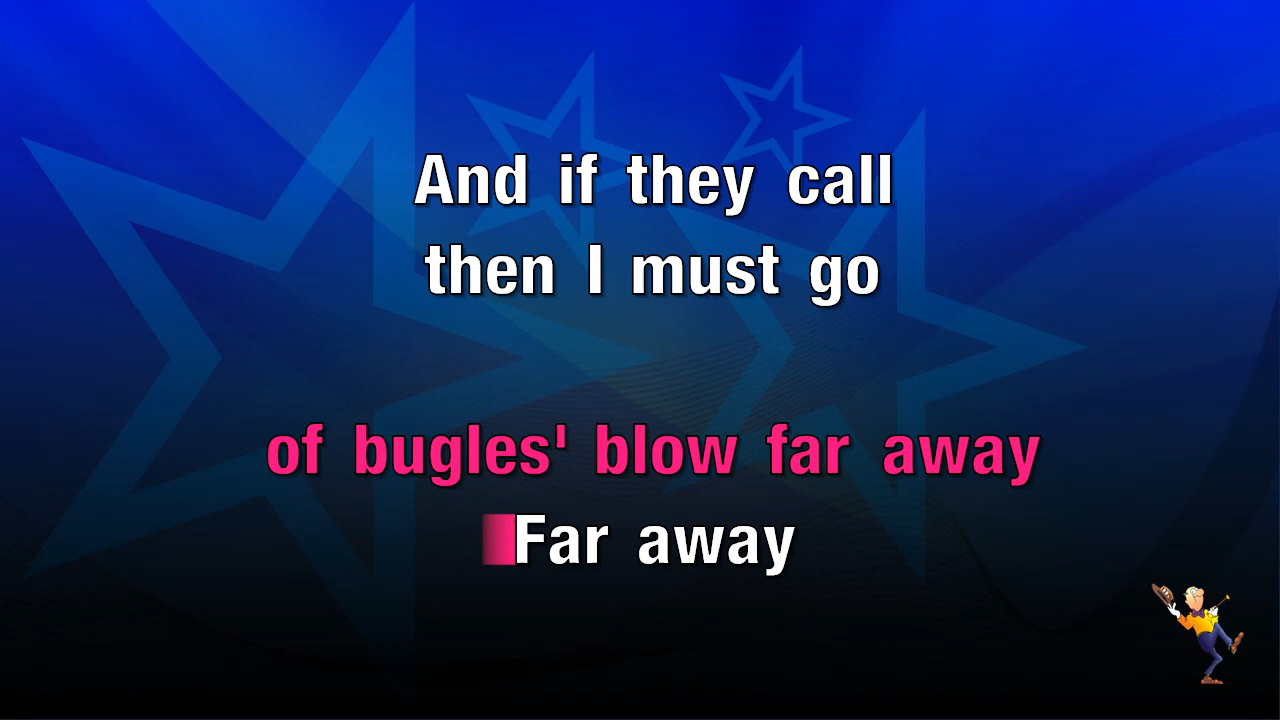 And if they call
then I must go
of bugles' blow far away
Far away